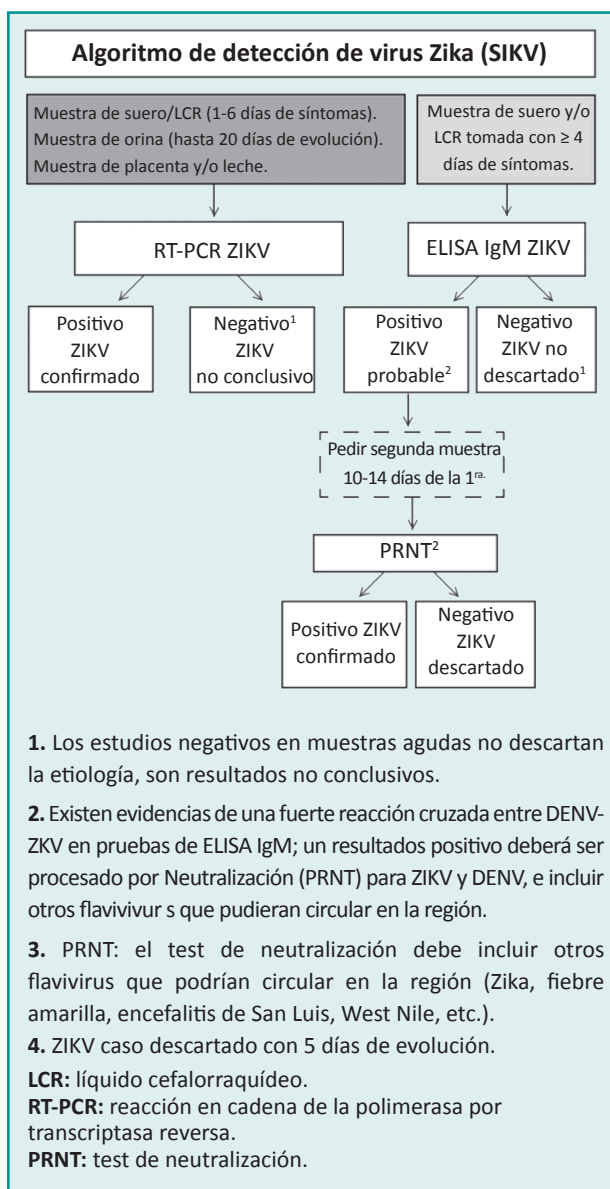 Algoritmo de detección de virus Zika (SIKV)
Muestra de suero/LCR (1-6 días de síntomas).
Muestra de orina (hasta 20 días de evolución).
Muestra de placenta y/o leche.
Muestra de suero y/o
LCR tomada con ≥ 4
días de síntomas.
RT-PCR ZIKV
ELISA IgM ZIKV
Positivo
ZIKV
confirmado
Negativo¹
ZIKV
no conclusivo
Positivo
ZIKV
probable²
Negativo
ZIKV no
descartado¹
Pedir segunda muestra
10-14 días de la 1ra.
PRNT²
Positivo ZIKV
confirmado
Negativo
ZIKV
descartado
1. Los estudios negativos en muestras agudas no descartan
la etiología, son resultados no conclusivos.
2. Existen evidencias de una fuerte reacción cruzada entre DENV-
ZKV en pruebas de ELISA IgM; un resultados positivo deberá ser
procesado por Neutralización (PRNT) para ZIKV y DENV, e incluir
otros flavivivur s que pudieran circular en la región.
3. PRNT: el test de neutralización debe incluir otros
flavivirus que podrían circular en la región (Zika, fiebre
amarilla, encefalitis de San Luis, West Nile, etc.).
4. ZIKV caso descartado con 5 días de evolución.
LCR: líquido cefalorraquídeo.
RT-PCR: reacción en cadena de la polimerasa por
transcriptasa reversa.
PRNT: test de neutralización.